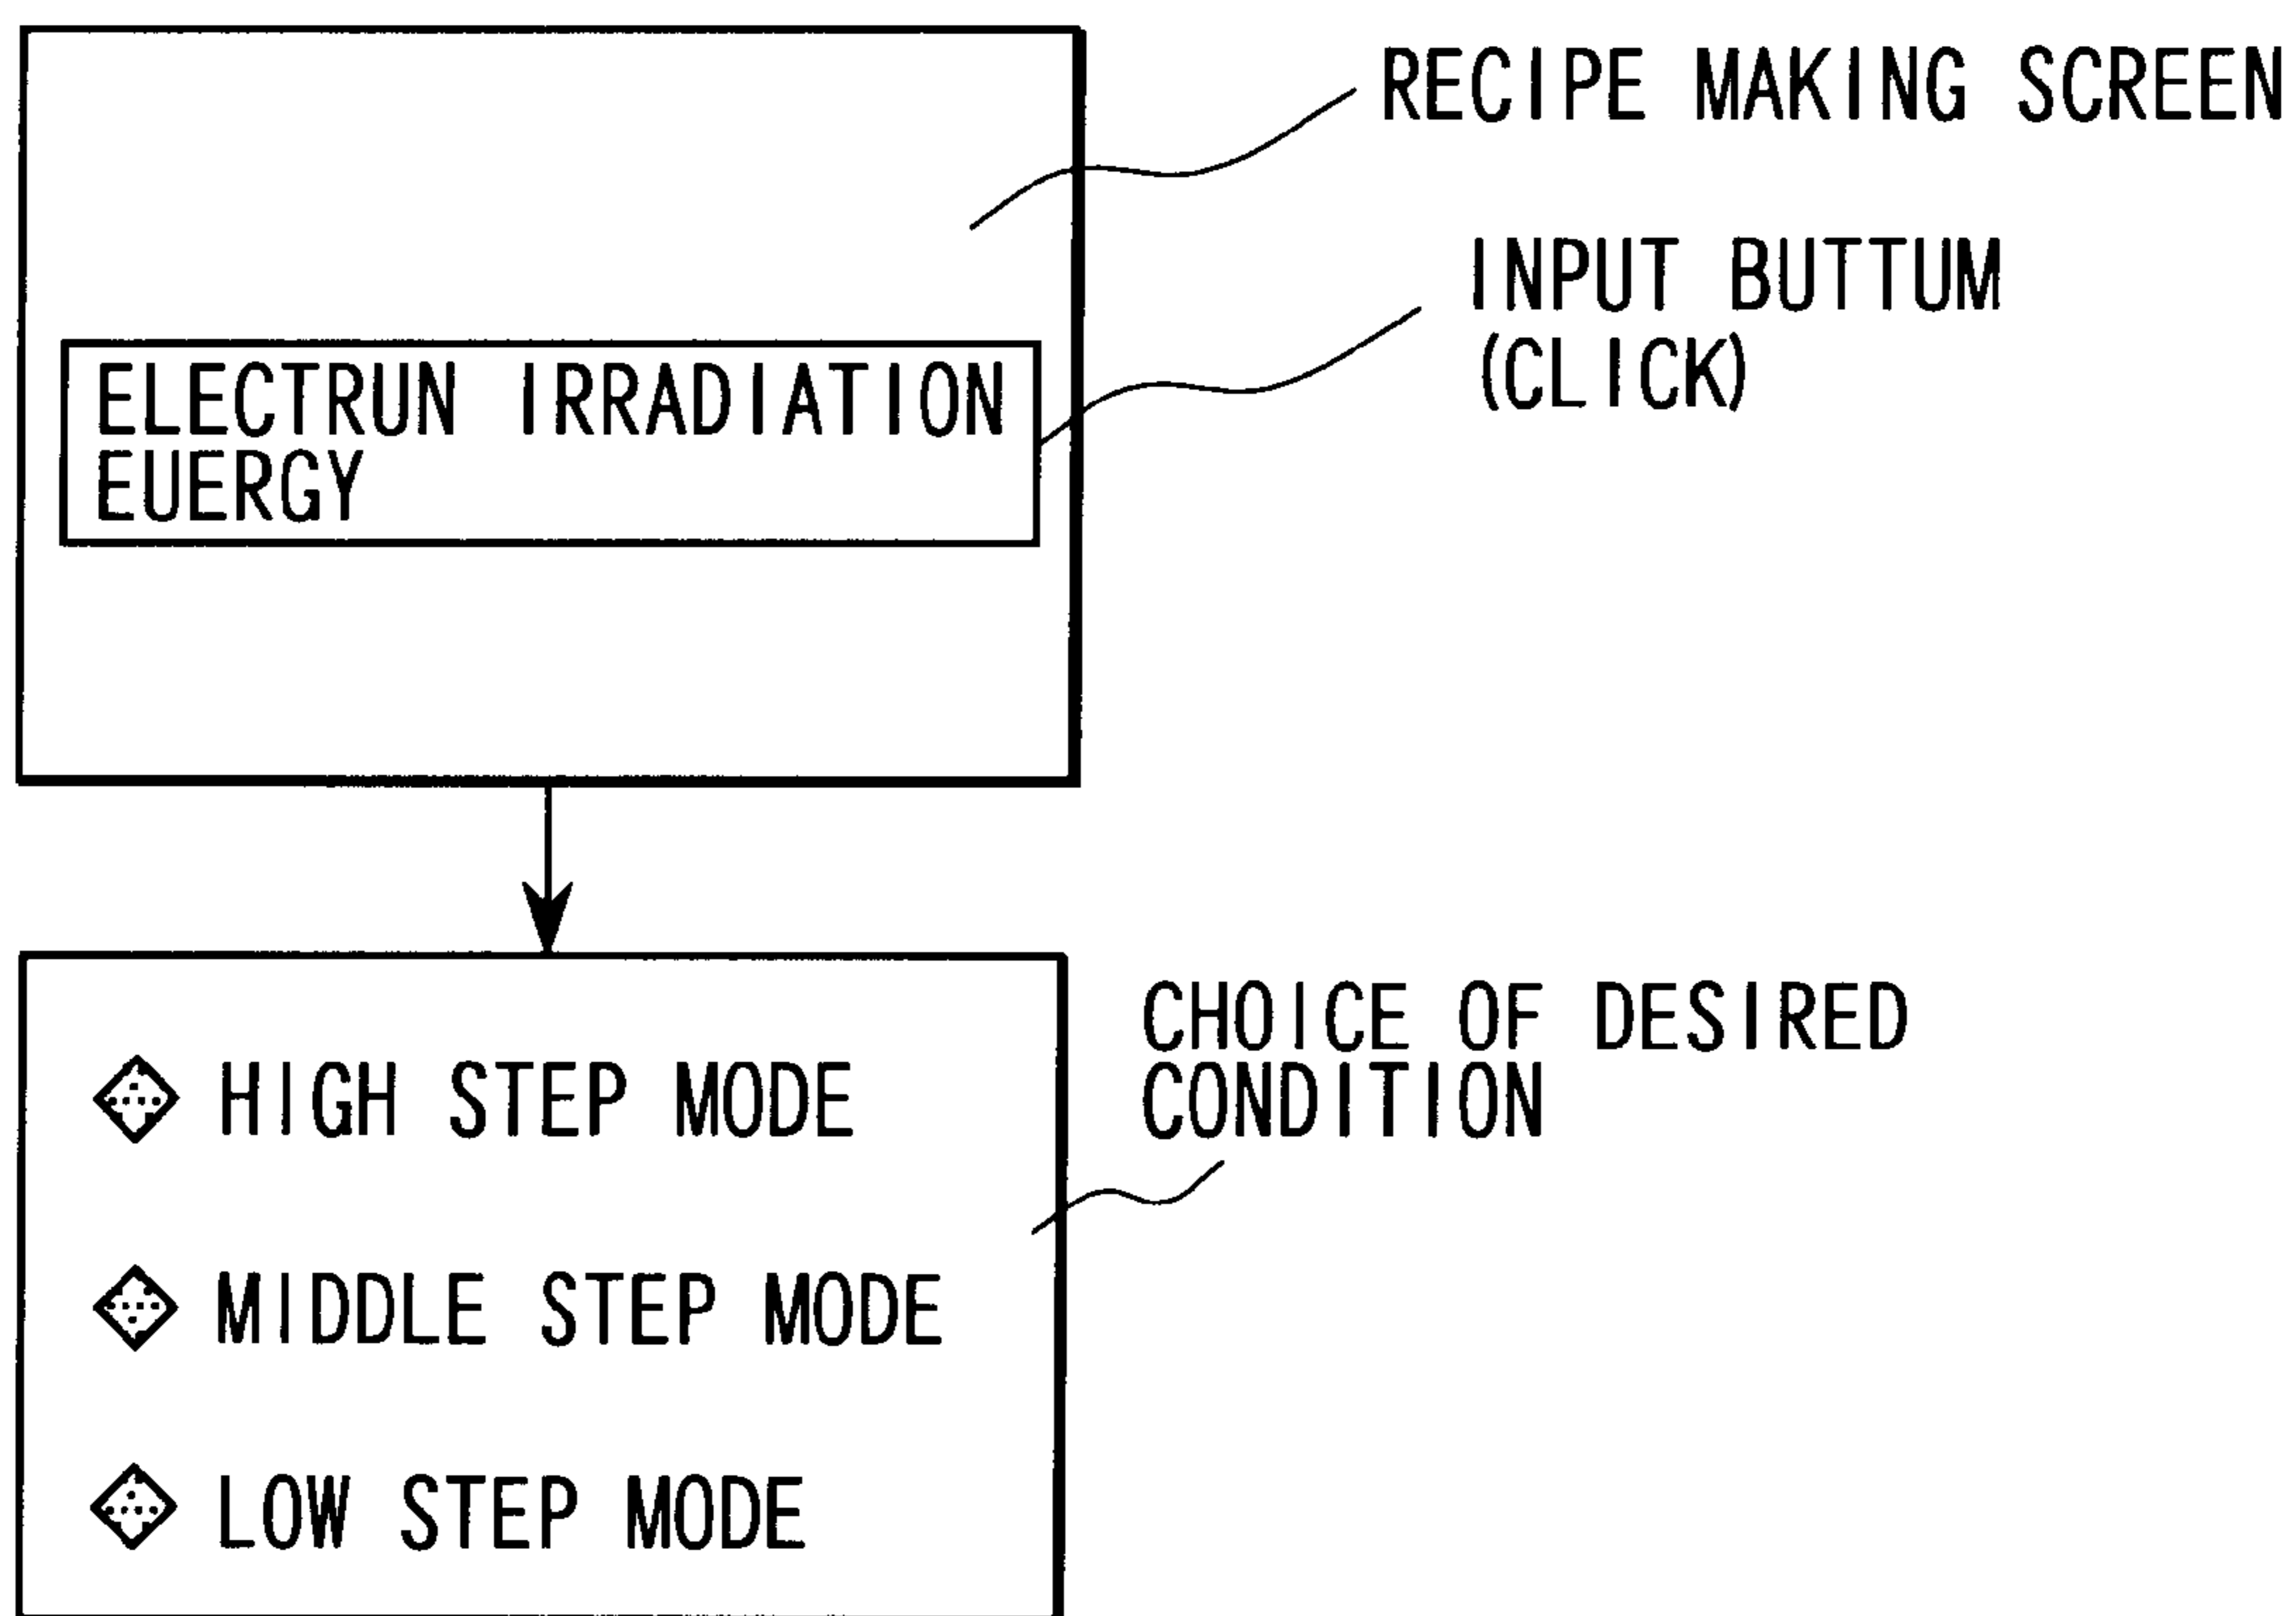 RECIPE MAKING SCREEN
INPUT BUTTUM
(CLICK)
ELECTRUN IRRADIATION
EUERGY
CHOICE OF DESIRED
CONDITION
HIGH STEP MODE
MIDDLE STEP MODE
LOW STEP MODE